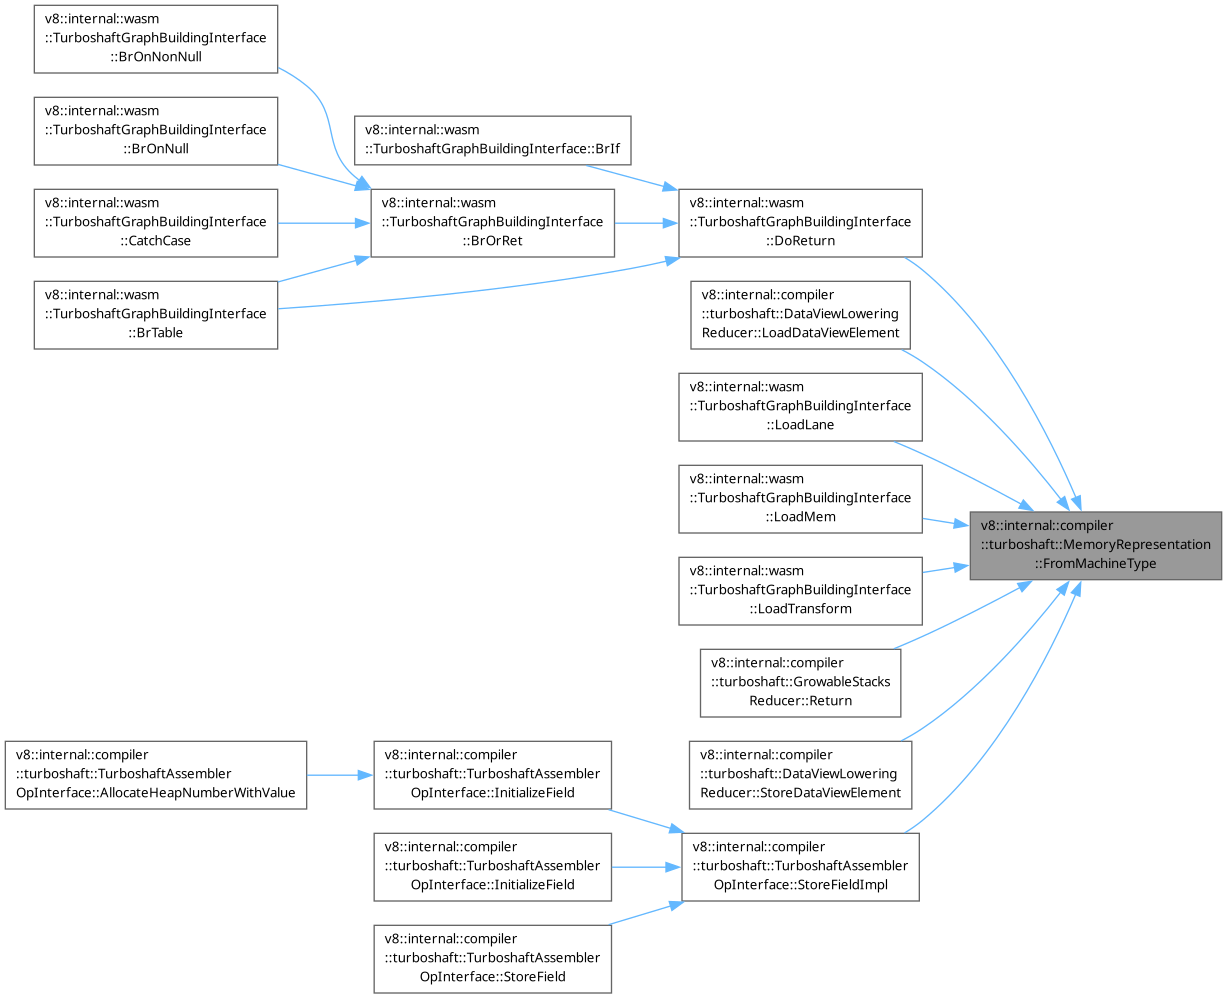 v8::internal::wasm
::TurboshaftGraphBuildingInterface
::BrOnNonNull
v8::internal::wasm
::TurboshaftGraphBuildingInterface
::BrOnNull
v8::internal::wasm
::TurboshaftGraphBuildingInterface
::CatchCase
v8::internal::wasm
::TurboshaftGraphBuildingInterface
::BrTable
v8::internal::wasm
::TurboshaftGraphBuildingInterface::BrIf
v8::internal::wasm
::TurboshaftGraphBuildingInterface
::BrOrRet
v8::internal::wasm
::TurboshaftGraphBuildingInterface
::DoReturn
v8::internal::compiler
::turboshaft::DataViewLowering
Reducer::LoadDataViewElement
v8::internal::wasm
::TurboshaftGraphBuildingInterface
::LoadLane
v8::internal::wasm
::TurboshaftGraphBuildingInterface
::LoadMem
v8::internal::wasm
::TurboshaftGraphBuildingInterface
::LoadTransform
v8::internal::compiler
::turboshaft::MemoryRepresentation
::FromMachineType
v8::internal::compiler
::turboshaft::GrowableStacks
Reducer::Return
v8::internal::compiler
::turboshaft::DataViewLowering
Reducer::StoreDataViewElement
v8::internal::compiler
::turboshaft::TurboshaftAssembler
OpInterface::AllocateHeapNumberWithValue
v8::internal::compiler
::turboshaft::TurboshaftAssembler
OpInterface::InitializeField
v8::internal::compiler
::turboshaft::TurboshaftAssembler
OpInterface::InitializeField
v8::internal::compiler
::turboshaft::TurboshaftAssembler
OpInterface::StoreFieldImpl
v8::internal::compiler
::turboshaft::TurboshaftAssembler
OpInterface::StoreField